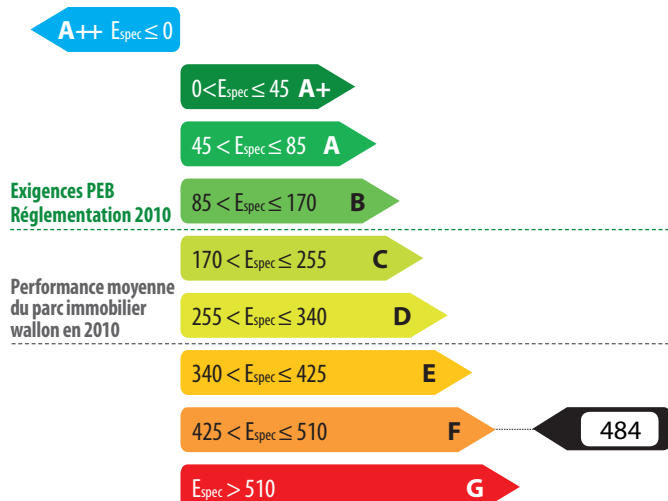 A++ Espec ≤ 0
0<Espec ≤ 45 A+
45 < Espec ≤ 85 A
Exigences PEB
Réglementation 2010
85 < Espec ≤ 170 B
170 < Espec ≤ 255 C
Performance moyenne
du parc immobilier
wallon en 2010
255 < Espec ≤ 340 D
340 < Espec ≤ 425 E
425 < Espec ≤ 510 F
484
Espec > 510 G